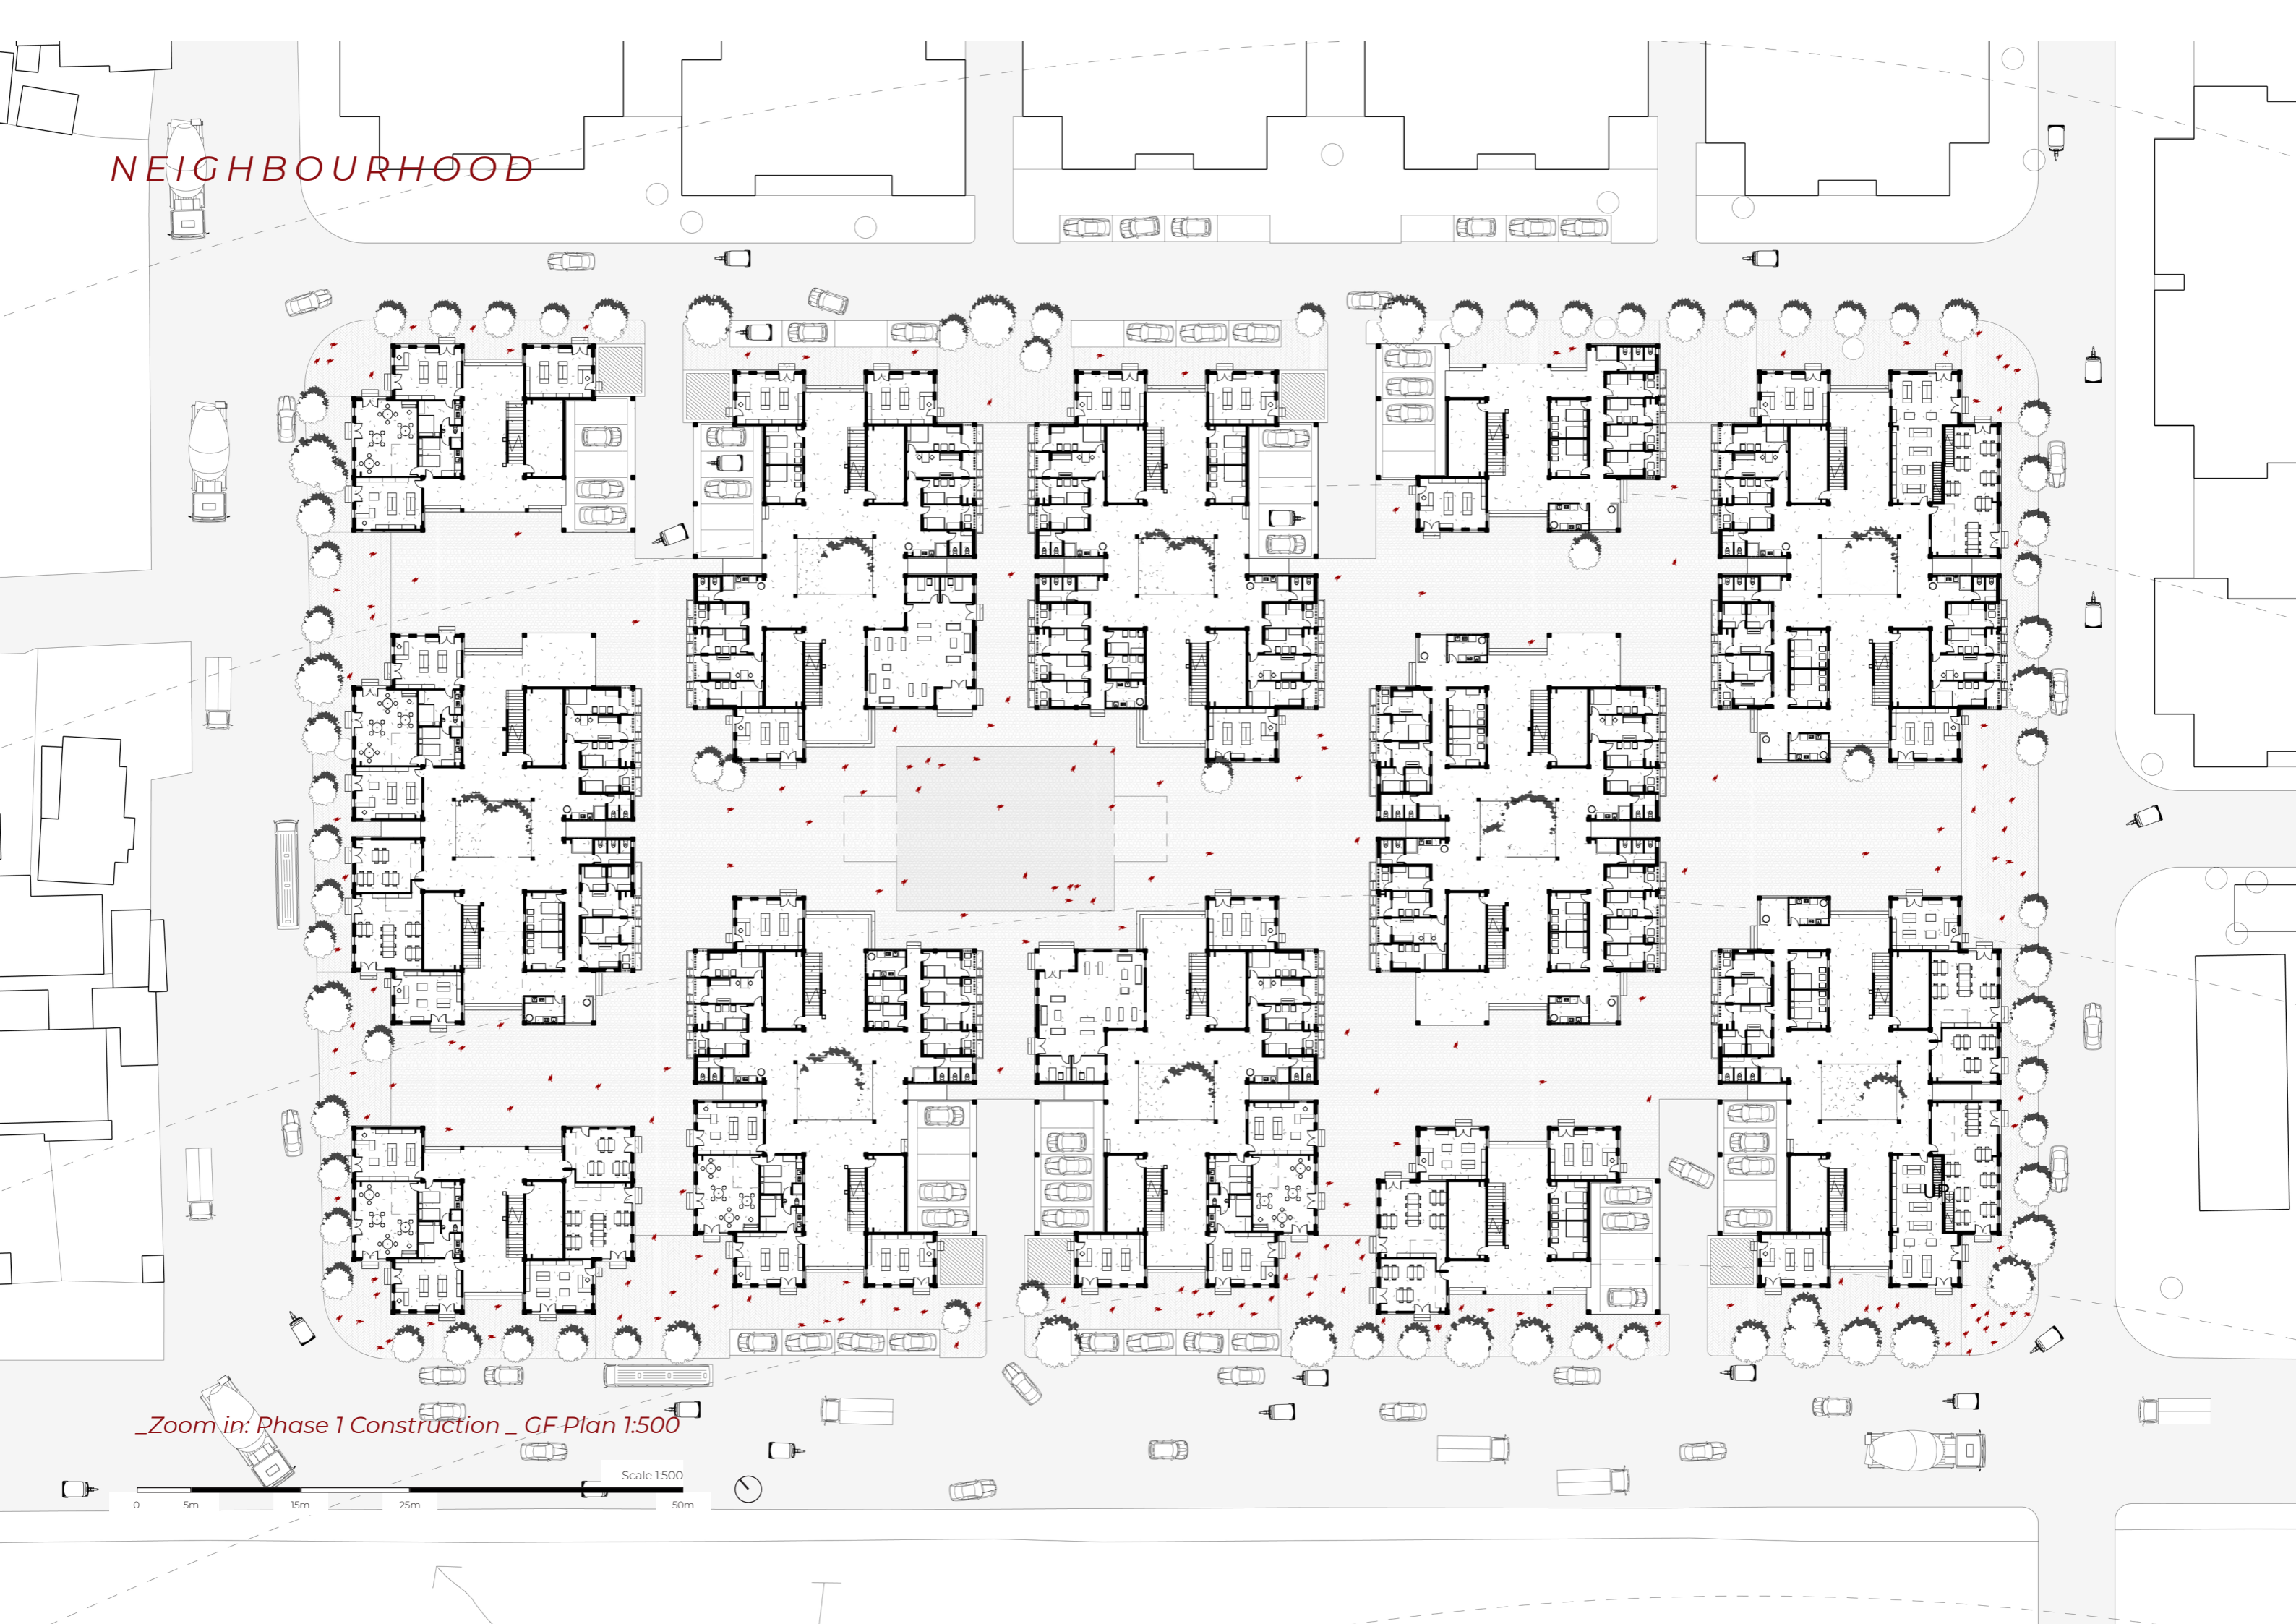 NEIGHBOURHOOD
_Zoom in: Phase 1 Construction _ GF Plan 1:500
Scale 1:500
0 5m 15m 25m 50m